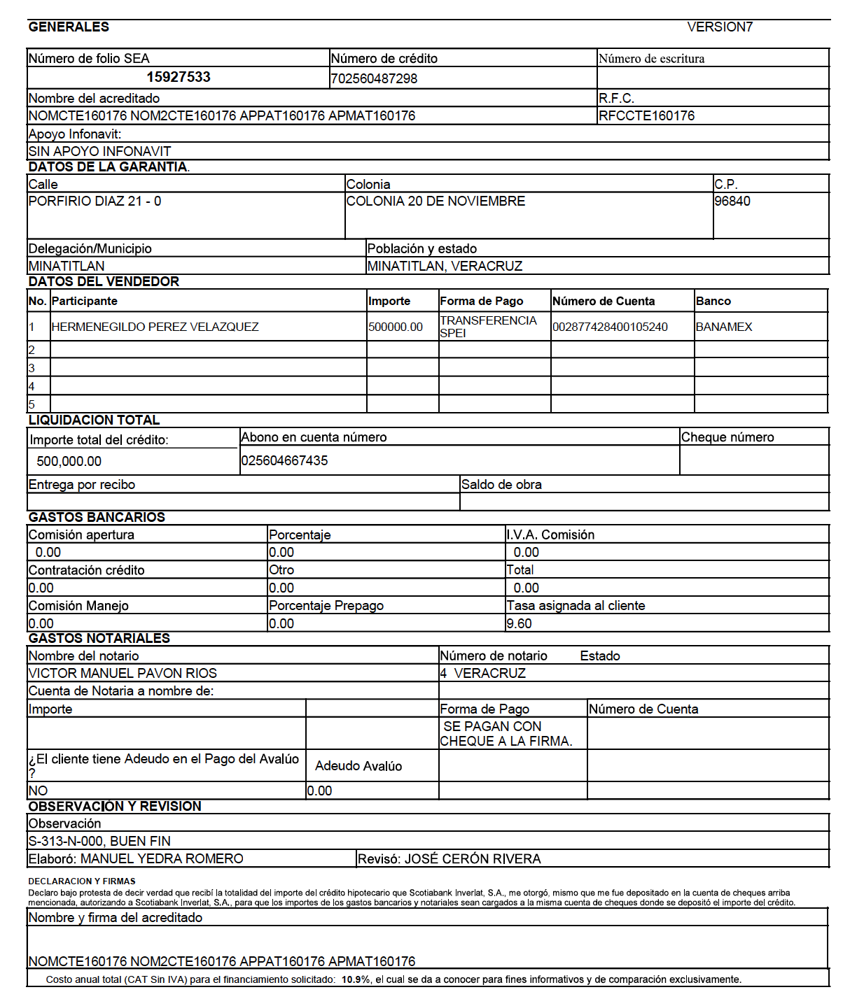 GENERALES VERSION7
Número de folio SEA Número de crédito Número de escritura
15927533 702560487298
Nombre del acreditado R.F.C.
NOMCTE160176 NOM2CTE160176 APPAT160176 APMAT160176 RFCCTE160176
Apoyo Infonavit:
SIN APOYO INFONAVIT
DATOS DE LA GARANTIA.
Calle Colonia C.P.
PORFIRIO DIAZ 21 - 0 COLONIA 20 DE NOVIEMBRE 96840
Delegación/Municipio Población y estado
MINATITLAN MINATITLAN, VERACRUZ
DATOS DEL VENDEDOR
No. Participante Importe Forma de Pago Número de Cuenta Banco
1 HERMENEGILDO PEREZ VELAZQUEZ 500000.00 TRANSFERENCIA SPEI 002877428400105240 BANAMEX
2
3
4
5
LIQUIDACION TOTAL
Importe total del crédito: Abono en cuenta número Cheque número
500,000.00 025604667435
Entrega por recibo Saldo de obra
GASTOS BANCARIOS
Comisión apertura Porcentaje I.V.A. Comisión
0.00 0.00 0.00
Contratación crédito Otro Total
0.00 0.00 0.00
Comisión Manejo Porcentaje Prepago Tasa asignada al cliente
0.00 0.00 9.60
GASTOS NOTARIALES
Nombre del notario Número de notario Estado
VICTOR MANUEL PAVON RIOS 4 VERACRUZ
Cuenta de Notaria a nombre de:
Importe Forma de Pago Número de Cuenta
SE PAGAN CON
CHEQUE A LA FIRMA.
¿El cliente tiene Adeudo en el Pago del Avalúo
? Adeudo Avalúo
NO 0.00
OBSERVACIÓN Y REVISION
Observación
S-313-N-000, BUEN FIN
Elaboró: MANUEL YEDRA ROMERO Revisó: JOSÉ CERÓN RIVERA
DECLARACION Y FIRMAS
Declaro bajo protesta de decir verdad que recibí la totalidad del importe del crédito hipotecario que Scotiabank Inverlat, S.A., me otorgó, mismo que me fue depositado en la cuenta de cheques arriba
mencionada, autorizando a Scotiabank Inverlat, S,A., para que los importes de los gastos bancarios y notariales sean cargados a la misma cuenta de cheques donde se depositó el importe del crédito.
Nombre y firma del acreditado
NOMCTE160176 NOM2CTE160176 APPAT160176 APMAT160176
Costo anual total (CAT Sin IVA) para el financiamiento solicitado: 10.9%, el cual se da a conocer para fines informativos y de comparación exclusivamente.